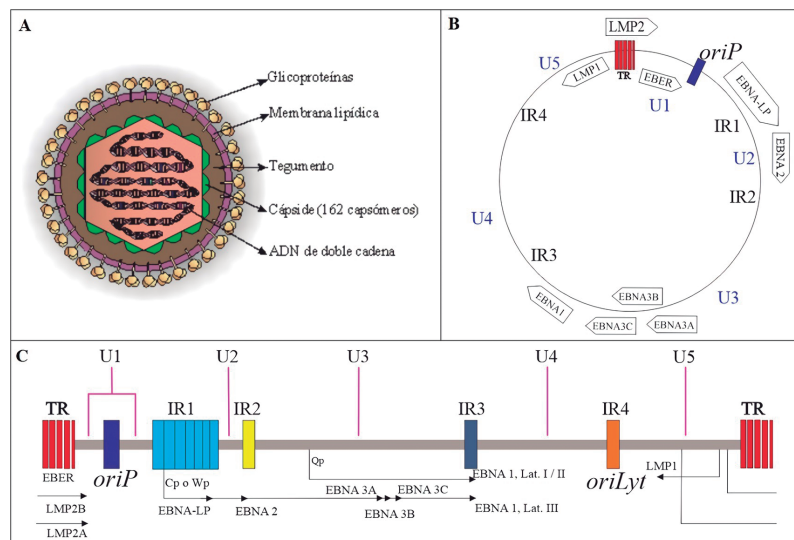 A
Glicoproteínas
Membrana lipídica
Tegumento
Cápside (162 capsómeros)
ADN de doble cadena
B
LMP2
U5
oriP
LMP1
TR
EBER
EBNA-LP
IR4
U1
IR1
U2
EBNA 2
IR2
U4
IR3
U3
EBNA1
EBNA3B
EBNA3C
EBNA3A
C
U1 U2 U3 U4 U5
TR IR1 IR2 IR3 IR4 TR
EBER oriP Qp EBNA 1, Lat. I / II oriLyt LMP1
Cp o Wp
LMP2B EBNA-LP EBNA 2 EBNA 3A EBNA 3C EBNA 1, Lat. III
EBNA 3B
LMP2A